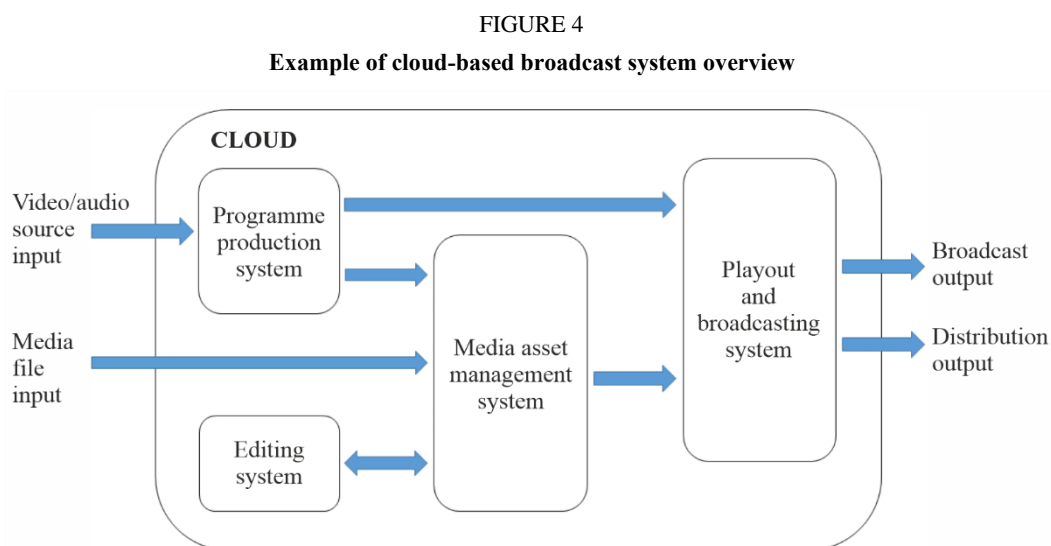 FIGURE 4
Example of cloud-based broadcast system overview
CLOUD
Video/audio
source
input
Programme
production
system
Media
file
input
Media asset
management
system
Editing
system
Playout
and
broadcasting
system
Broadcast
output
Distribution
output